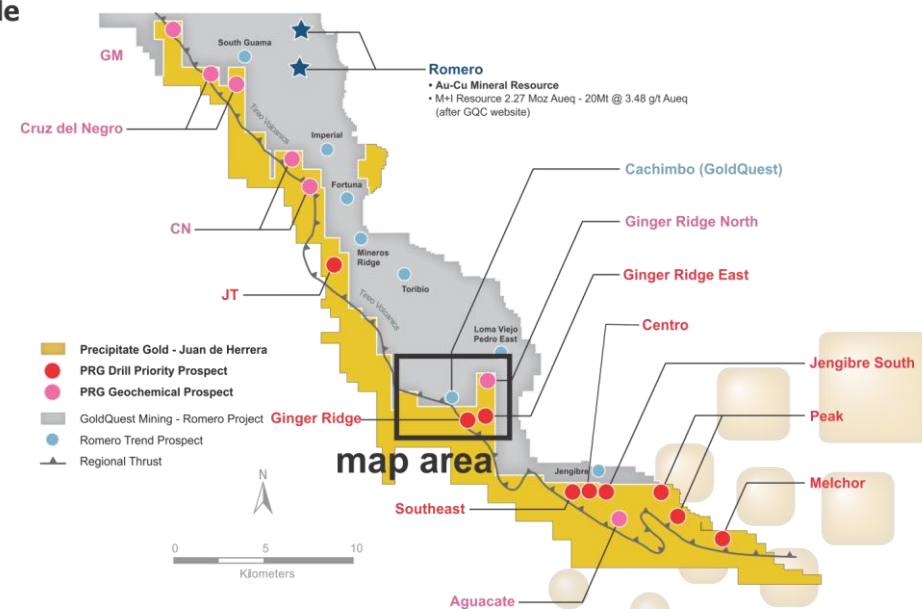 le
GM
South Guama
Romero
• Au-Cu Mineral Resource
• M+I Resource 2.27 Moz Aueq - 20Mt @ 3.48 g/t Aueq
(after GQC website)
Cruz del Negro
Tireo Volcanics
Imperial
Cachimbo (GoldQuest)
Fortuna
CN
Ginger Ridge North
Mineros
Ridge
Ginger Ridge East
JT
Toribio
Tireo Volcanics
Centro
Loma Viejo
Pedro East
Precipitate Gold - Juan de Herrera
PRG Drill Priority Prospect
PRG Geochemical Prospect
GoldQuest Mining - Romero Project
Romero Trend Prospect
Regional Thrust
Jengibre South
Ginger Ridge
Peak
map area
N
Jengibre
Melchor
Southeast
0 5 10
Kilometers
Aguacate